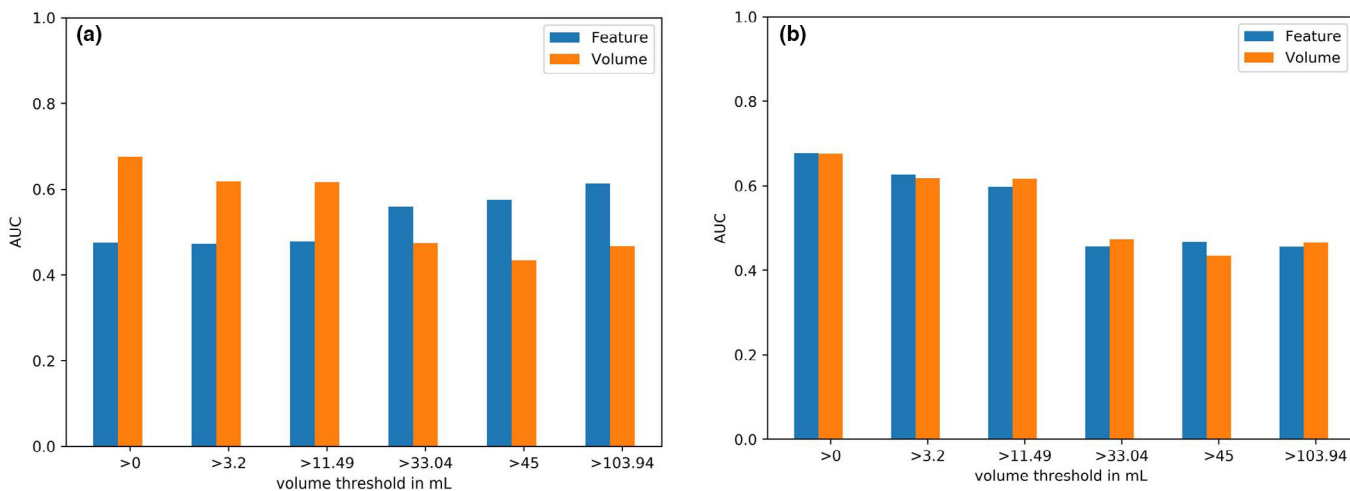 (a)
Feature
Volume
1.0
0.8
0.6
0.4
0.2
0.0
AUC
>0 >3.2 >11.49 >33.04 >45 >103.94
volume threshold in mL
(b)
Feature
Volume
1.0
0.8
0.6
0.4
0.2
0.0
AUC
>0 >3.2 >11.49 >33.04 >45 >103.94
volume threshold in mL